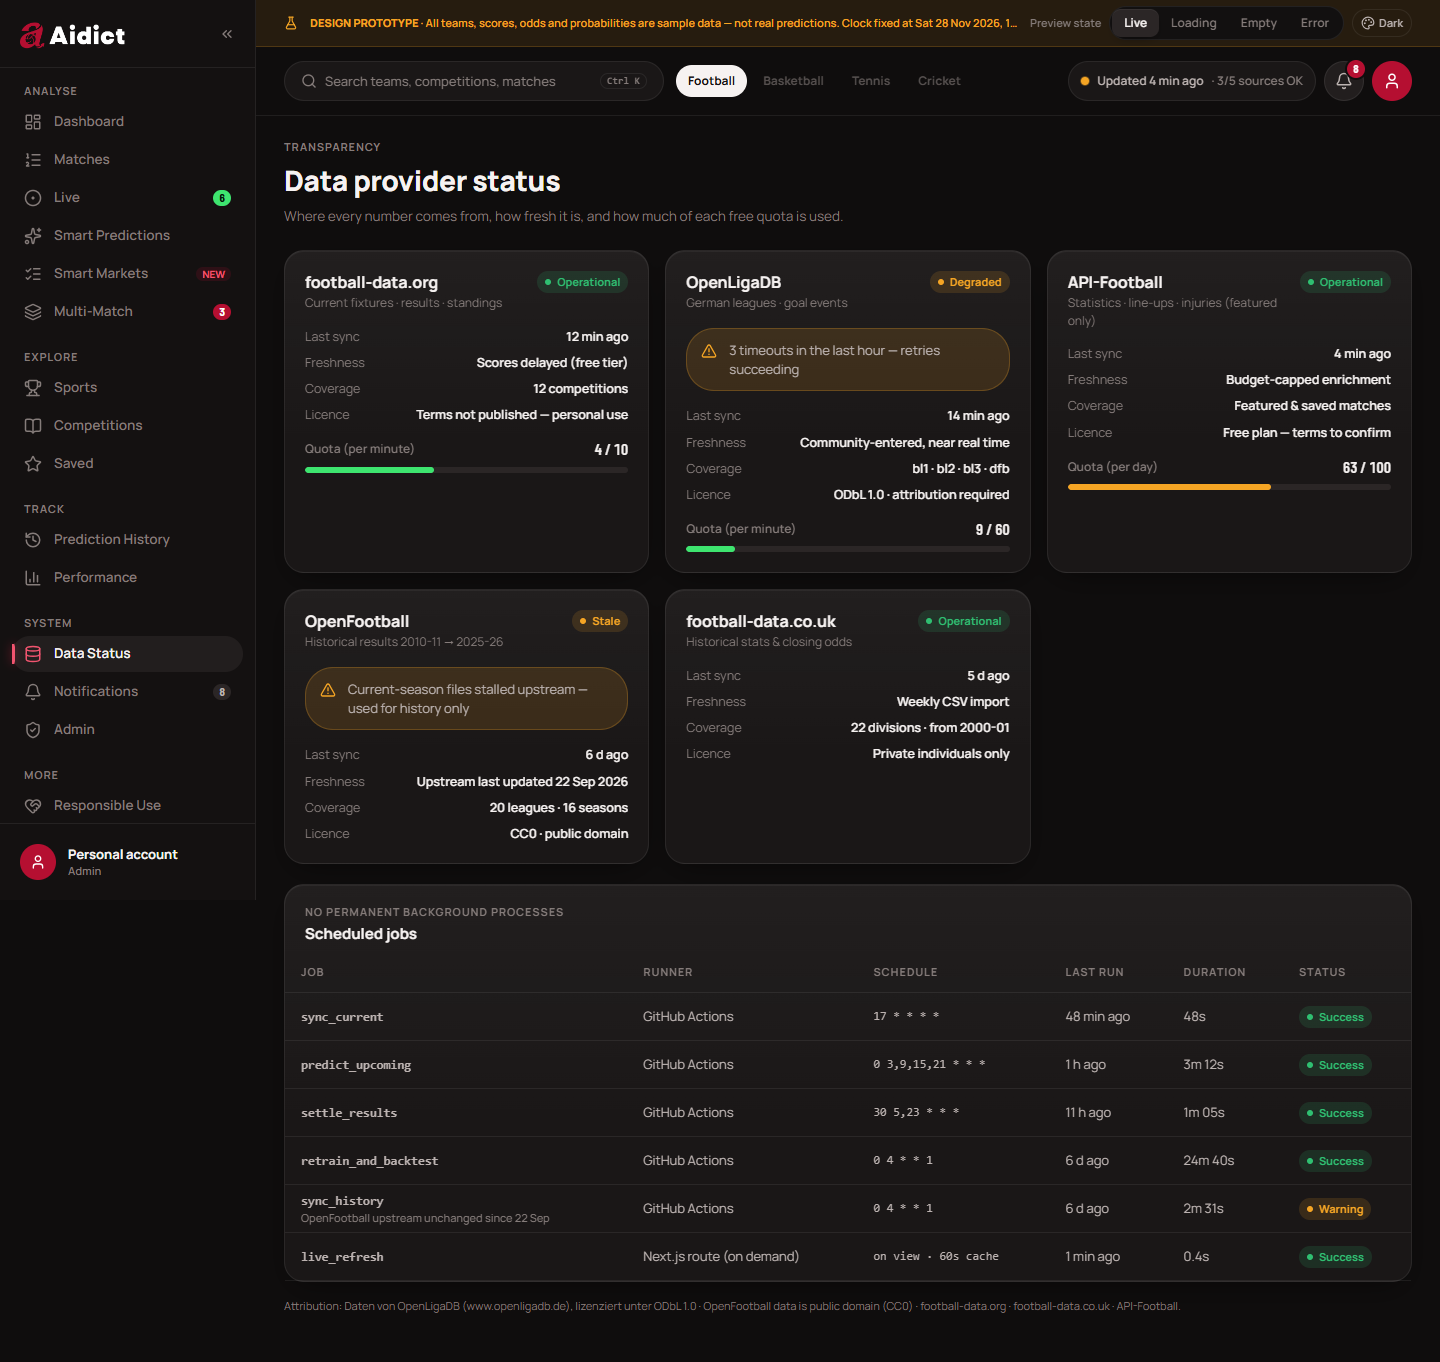 Aidict
ANALYSE
Dashboard
Matches
Live 6
Smart Predictions
Smart Markets NEW
Multi-Match 3
EXPLORE
Sports
Competitions
Saved
TRACK
Prediction History
Performance
SYSTEM
Data Status
Notifications 8
Admin
MORE
Responsible Use
Personal account
Admin
DESIGN PROTOTYPE · All teams, scores, odds and probabilities are sample data — not real predictions. Clock fixed at Sat 28 Nov 2026, 1...
Preview state Live Loading Empty Error Dark
Search teams, competitions, matches Ctrl K
Football Basketball Tennis Cricket
Updated 4 min ago · 3/5 sources OK
8
TRANSPARENCY
Data provider status
Where every number comes from, how fresh it is, and how much of each free quota is used.
football-data.org Operational
Current fixtures · results · standings
Last sync 12 min ago
Freshness Scores delayed (free tier)
Coverage 12 competitions
Licence Terms not published — personal use
Quota (per minute) 4 / 10
OpenLigaDB Degraded
German leagues · goal events
3 timeouts in the last hour — retries
succeeding
Last sync 14 min ago
Freshness Community-entered, near real time
Coverage bl1 · bl2 · bl3 · dfb
Licence ODbL 1.0 · attribution required
Quota (per minute) 9 / 60
API-Football Operational
Statistics · line-ups · injuries (featured
only)
Last sync 4 min ago
Freshness Budget-capped enrichment
Coverage Featured & saved matches
Licence Free plan — terms to confirm
Quota (per day) 63 / 100
OpenFootball Stale
Historical results 2010-11 → 2025-26
Current-season files stalled upstream —
used for history only
Last sync 6 d ago
Freshness Upstream last updated 22 Sep 2026
Coverage 20 leagues · 16 seasons
Licence CC0 · public domain
football-data.co.uk Operational
Historical stats & closing odds
Last sync 5 d ago
Freshness Weekly CSV import
Coverage 22 divisions · from 2000-01
Licence Private individuals only
NO PERMANENT BACKGROUND PROCESSES
Scheduled jobs
JOB RUNNER SCHEDULE LAST RUN DURATION STATUS
sync_current GitHub Actions 17 * * * * 48 min ago 48s Success
predict_upcoming GitHub Actions 0 3,9,15,21 * * * 1 h ago 3m 12s Success
settle_results GitHub Actions 30 5,23 * * * 11 h ago 1m 05s Success
retrain_and_backtest GitHub Actions 0 4 * * 1 6 d ago 24m 40s Success
sync_history GitHub Actions 0 4 * * 1 6 d ago 2m 31s Warning
OpenFootball upstream unchanged since 22 Sep
live_refresh Next.js route (on demand) on view · 60s cache 1 min ago 0.4s Success
Attribution: Daten von OpenLigaDB (www.openligadb.de), lizenziert unter ODbL 1.0 · OpenFootball data is public domain (CC0) · football-data.org · football-data.co.uk · API-Football.